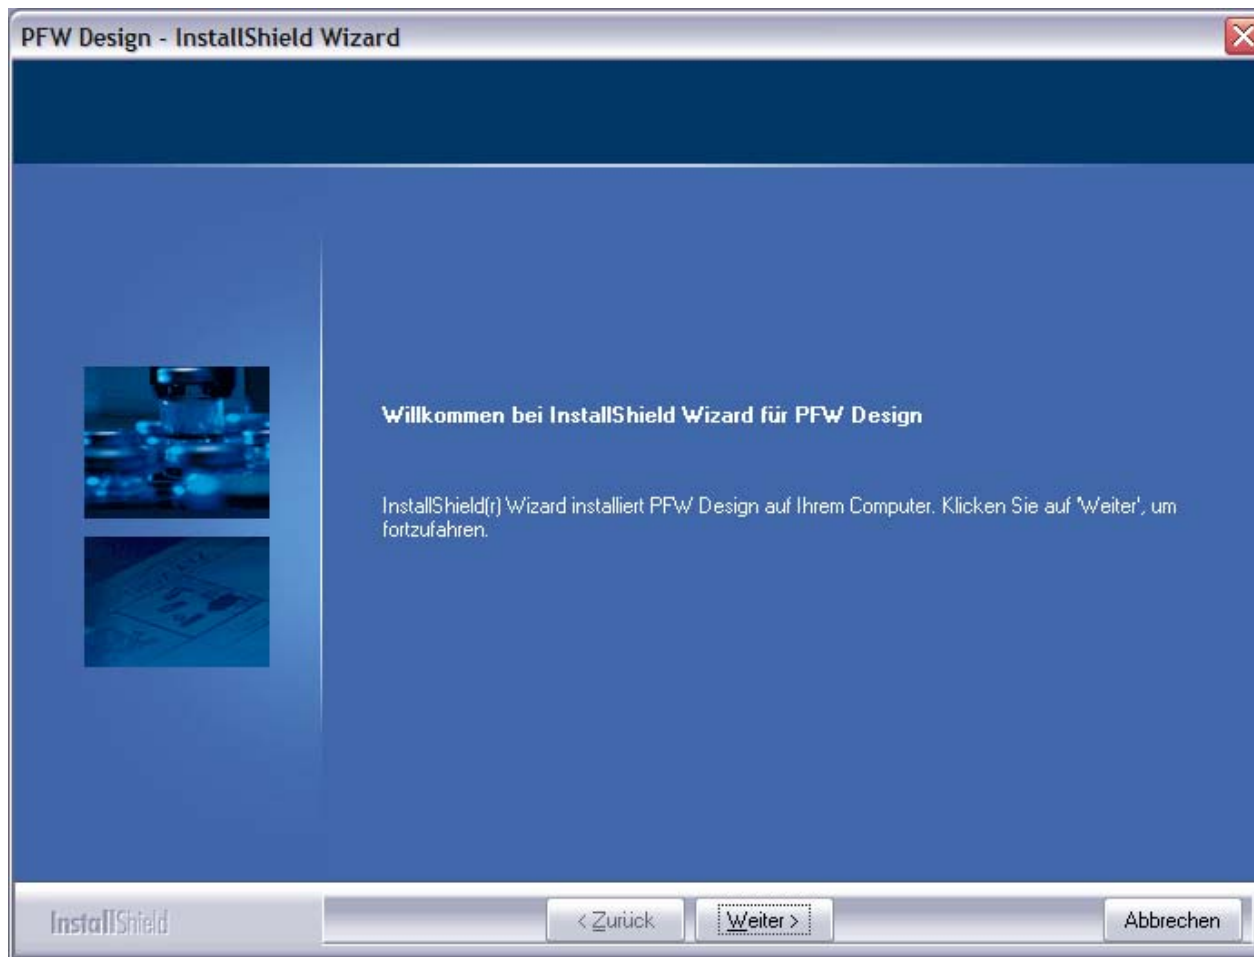 PFW Design - InstallShield Wizard
Willkommen bei InstallShield Wizard für PFW Design
InstallShield(r) Wizard installiert PFW Design auf Ihrem Computer. Klicken Sie auf 'Weiter', um
fortzufahren.
InstallShield
< Zurück
Weiter >
Abbrechen